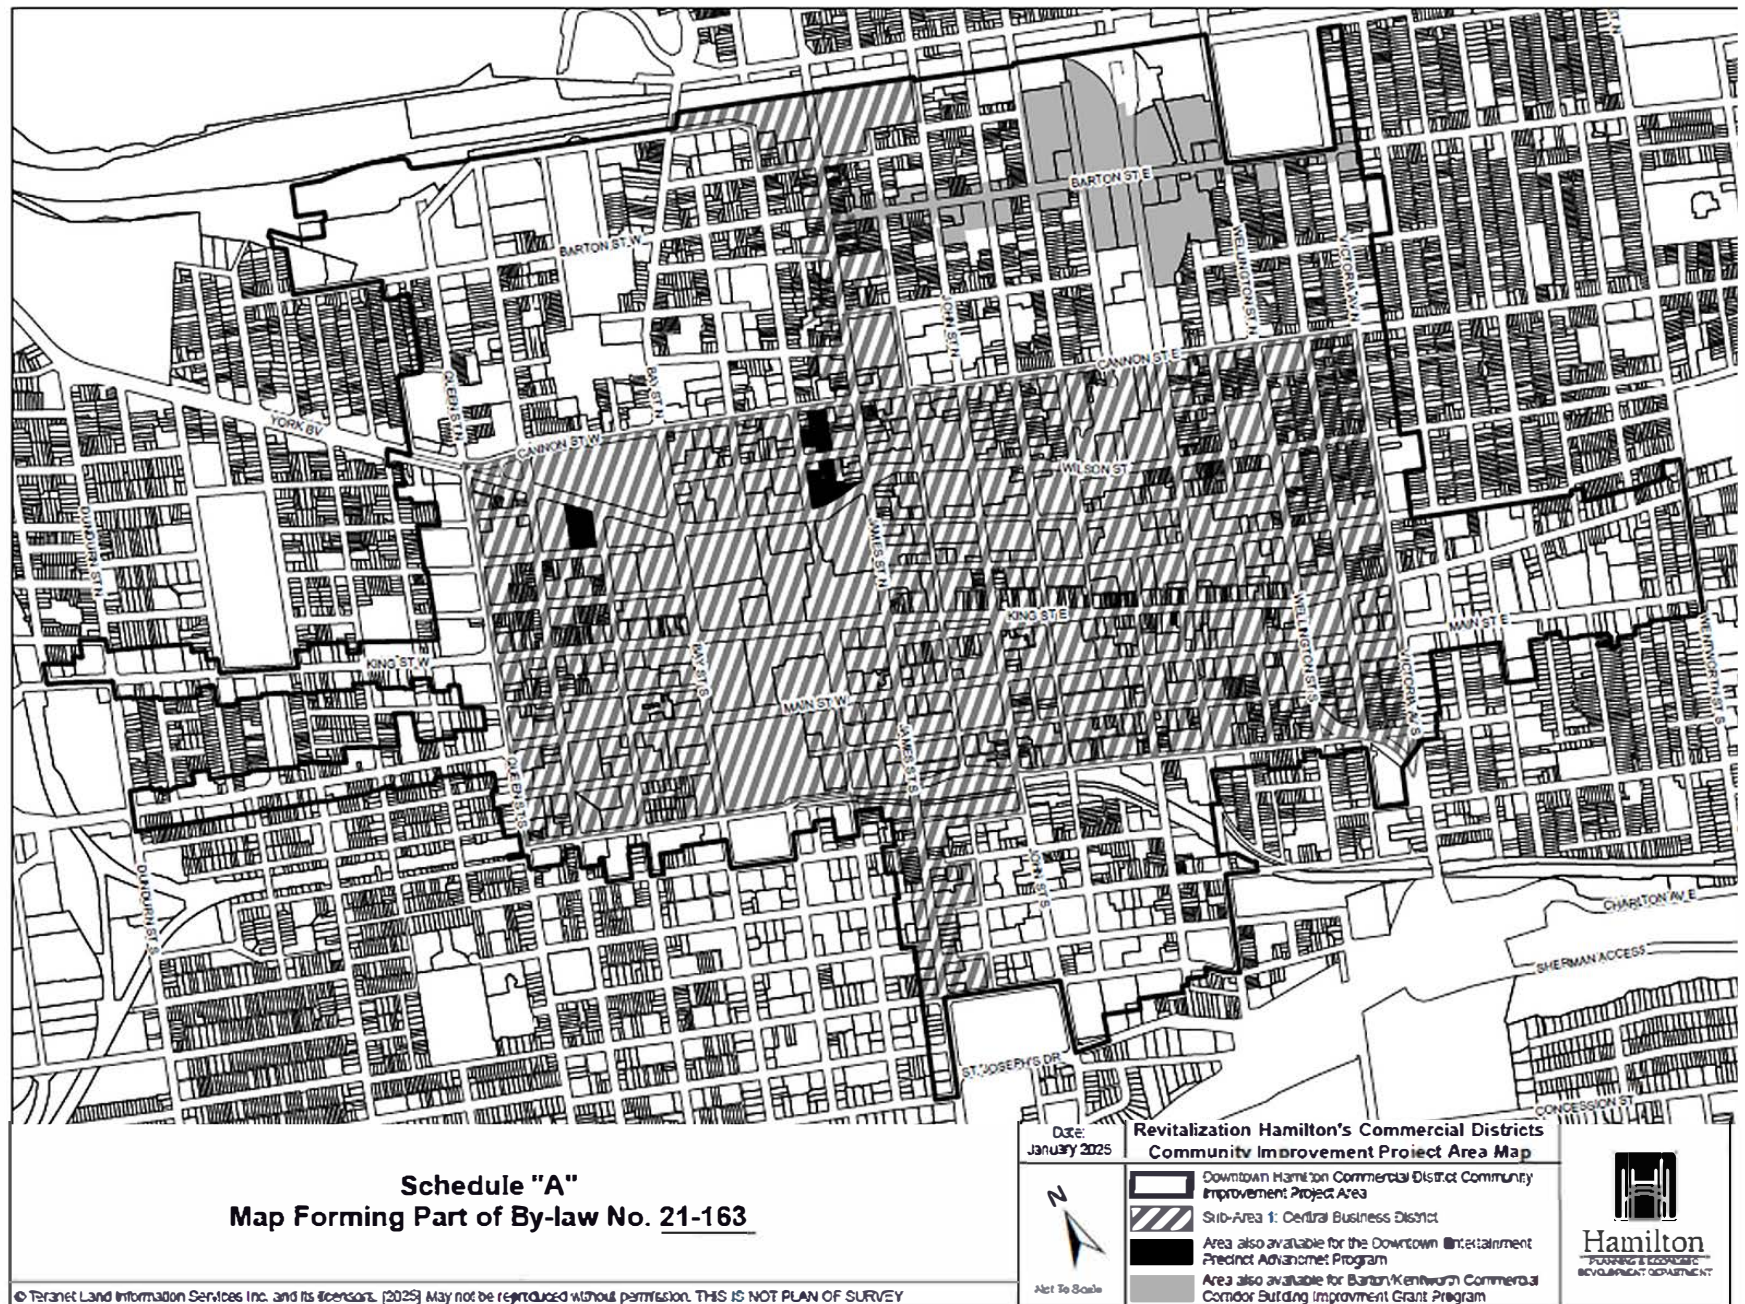 BARTON ST E
BARTON ST W
WELLINGTON ST N
VICTORIA AV N
JOHN ST N
CANNON ST E
QUEEN ST N
BAY ST N
YORK BV
CANNON ST W
WILSON ST
DUNDURN ST N
JAMES ST N
KING ST E
WELLINGTON ST S
MAIN ST E
WENTWORTH ST S
KING ST W
BAY ST S
VICTORIA AV S
MAIN ST W
JAMES ST S
QUEEN ST S
JOHN ST S
DUNDURN ST S
CHARLTON AV E
SHERMAN ACCESS
ST. JOSEPH'S DR
CONCESSION ST
Schedule "A"
Map Forming Part of By-law No. 21-163
© Teranet Land Information Services Inc. and its licensors. [2025] May not be reproduced without permission. THIS IS NOT PLAN OF SURVEY
Date:
January 2025
N
Not To Scale
Revitalization Hamilton's Commercial Districts
Community Improvement Project Area Map
Downtown Hamilton Commercial District Community
Improvement Project Area
Sub-Area 1: Central Business District
Area also available for the Downtown Entertainment
Precinct Advancmet Program
Area also available for Barton/Kenilworth Commercial
Corridor Building Improvment Grant Program
Hamilton
PLANNING & ECONOMIC
DEVELOPMENT DEPARTMENT